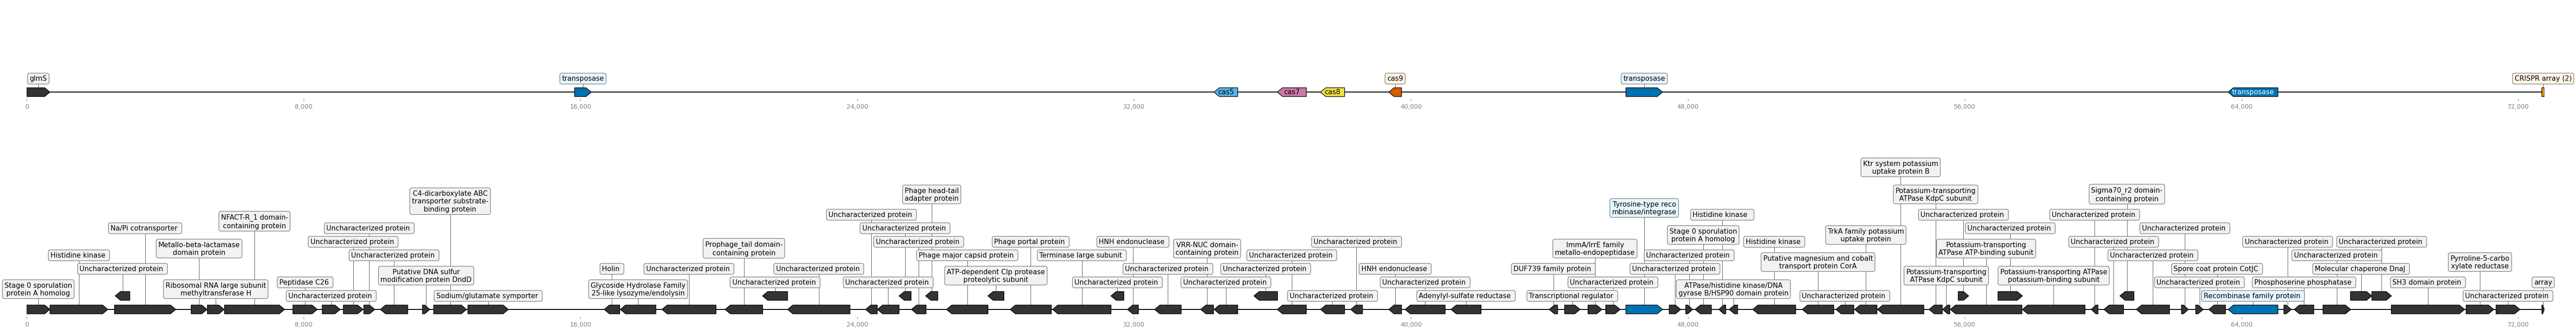 glmS
transposase
cas9
transposase
CRISPR array (2)
cas5
cas7
cas8
transposase
0
8,000
16,000
24,000
32,000
40,000
48,000
56,000
64,000
72,000
Ktr system potassium
uptake protein B
C4-dicarboxylate ABC
transporter substrate-
binding protein
Phage head-tail
adapter protein
Potassium-transporting
ATPase KdpC subunit
Sigma70_r2 domain-
containing protein
Tyrosine-type reco
mbinase/integrase
NFACT-R_1 domain-
containing protein
Uncharacterized protein
Histidine kinase
Uncharacterized protein
Uncharacterized protein
Na/Pi cotransporter
Uncharacterized protein
Uncharacterized protein
Stage 0 sporulation
protein A homolog
TrkA family potassium
uptake protein
Uncharacterized protein
Uncharacterized protein
Metallo-beta-lactamase
domain protein
Uncharacterized protein
Prophage_tail domain-
containing protein
Uncharacterized protein
Phage portal protein
HNH endonuclease
VRR-NUC domain-
containing protein
Uncharacterized protein
ImmA/IrrE family
metallo-endopeptidase
Histidine kinase
Potassium-transporting
ATPase ATP-binding subunit
Uncharacterized protein
Uncharacterized protein
Uncharacterized protein
Histidine kinase
Uncharacterized protein
Phage major capsid protein
Terminase large subunit
Uncharacterized protein
Uncharacterized protein
Putative magnesium and cobalt
transport protein CorA
Uncharacterized protein
Uncharacterized protein
Pyrroline-5-carbo
xylate reductase
Uncharacterized protein
Putative DNA sulfur
modification protein DndD
Holin
Uncharacterized protein
Uncharacterized protein
ATP-dependent Clp protease
proteolytic subunit
Uncharacterized protein
Uncharacterized protein
HNH endonuclease
DUF739 family protein
Uncharacterized protein
Potassium-transporting
ATPase KdpC subunit
Potassium-transporting ATPase
potassium-binding subunit
Spore coat protein CotJC
Molecular chaperone DnaJ
Stage 0 sporulation
protein A homolog
Ribosomal RNA large subunit
methyltransferase H
Peptidase C26
Glycoside Hydrolase Family
25-like lysozyme/endolysin
Uncharacterized protein
Uncharacterized protein
Uncharacterized protein
Uncharacterized protein
Uncharacterized protein
Uncharacterized protein
ATPase/histidine kinase/DNA
gyrase B/HSP90 domain protein
Uncharacterized protein
Phosphoserine phosphatase
SH3 domain protein
array
Uncharacterized protein
Sodium/glutamate symporter
Uncharacterized protein
Adenylyl-sulfate reductase
Transcriptional regulator
Uncharacterized protein
Recombinase family protein
Uncharacterized protein
0
8,000
16,000
24,000
32,000
40,000
48,000
56,000
64,000
72,000